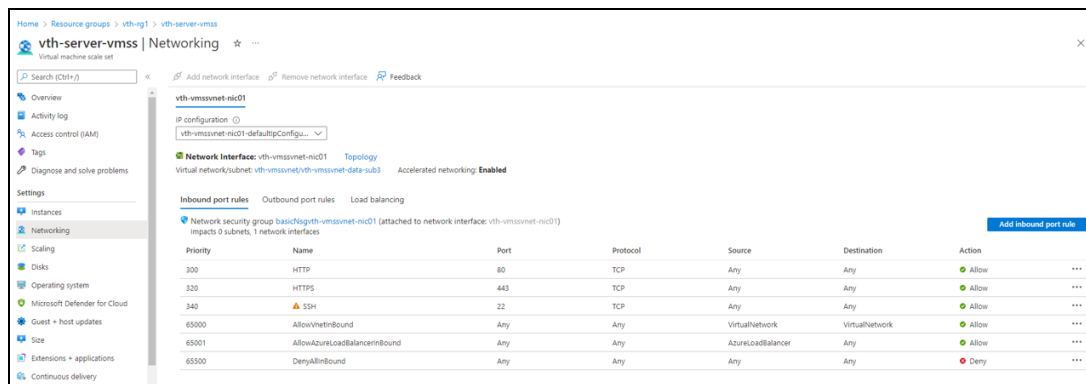 Home > Resource groups > vth-rg1 > vth-server-vmss
vth-server-vmss | Networking
Virtual machine scale set
Search (Ctrl+/)
Add network interface Remove network interface Feedback
Overview
Activity log
Access control (IAM)
Tags
Diagnose and solve problems
Settings
Instances
Networking
Scaling
Disks
Operating system
Microsoft Defender for Cloud
Guest + host updates
Size
Extensions + applications
Continuous delivery
vth-vmssvnet-nic01
IP configuration
vth-vmssvnet-nic01-defaultIpConfigu...
Network Interface: vth-vmssvnet-nic01 Topology
Virtual network/subnet: vth-vmssvnet/vth-vmssvnet-data-sub3 Accelerated networking: Enabled
Inbound port rules Outbound port rules Load balancing
Network security group basicNsgvth-vmssvnet-nic01 (attached to network interface: vth-vmssvnet-nic01)
Impacts 0 subnets, 1 network interfaces
Add inbound port rule
Priority Name Port Protocol Source Destination Action
300 HTTP 80 TCP Any Any Allow
320 HTTPS 443 TCP Any Any Allow
340 SSH 22 TCP Any Any Allow
65000 AllowVnetInBound Any Any VirtualNetwork VirtualNetwork Allow
65001 AllowAzureLoadBalancerInBound Any Any AzureLoadBalancer Any Allow
65500 DenyAllInBound Any Any Any Any Deny